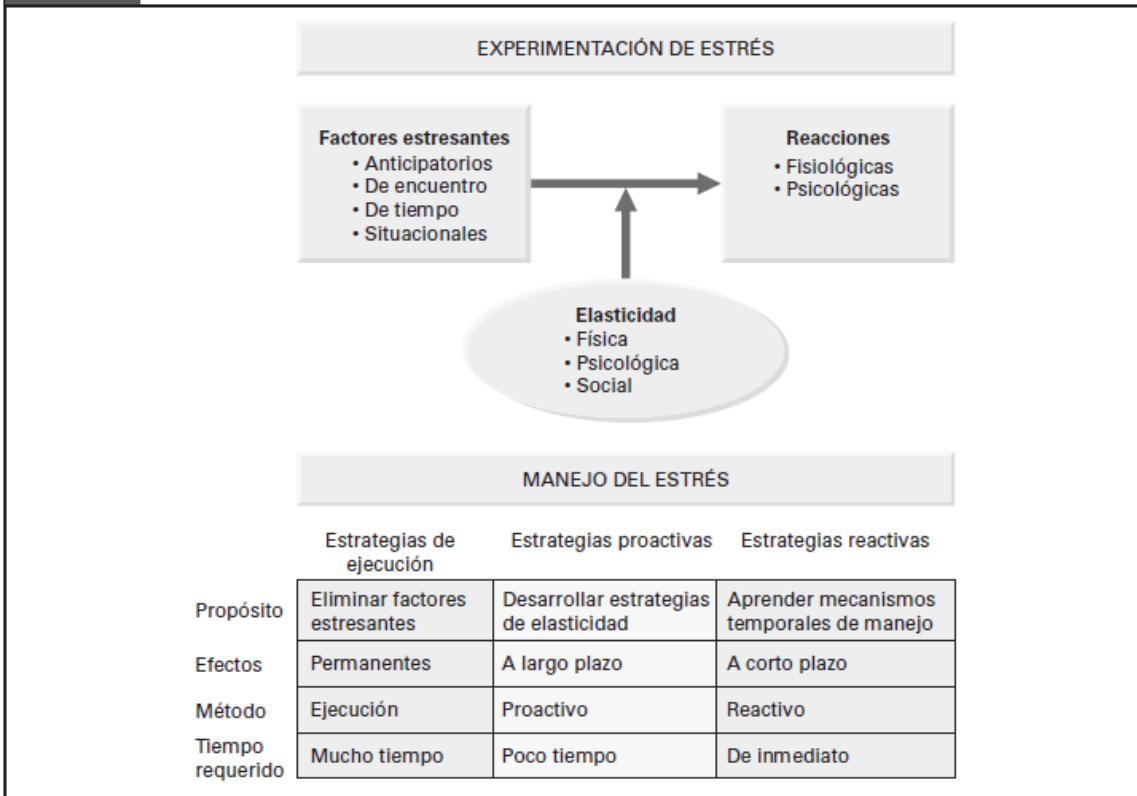 EXPERIMENTACIÓN DE ESTRÉS
Factores estresantes
• Anticipatorios
• De encuentro
• De tiempo
• Situacionales
Reacciones
• Fisiológicas
• Psicológicas
Elasticidad
• Física
• Psicológica
• Social
MANEJO DEL ESTRÉS
Estrategias de
ejecución
Estrategias proactivas
Estrategias reactivas
Propósito
Eliminar factores
estresantes
Desarrollar estrategias
de elasticidad
Aprender mecanismos
temporales de manejo
Efectos
Permanentes
A largo plazo
A corto plazo
Método
Ejecución
Proactivo
Reactivo
Tiempo
requerido
Mucho tiempo
Poco tiempo
De inmediato